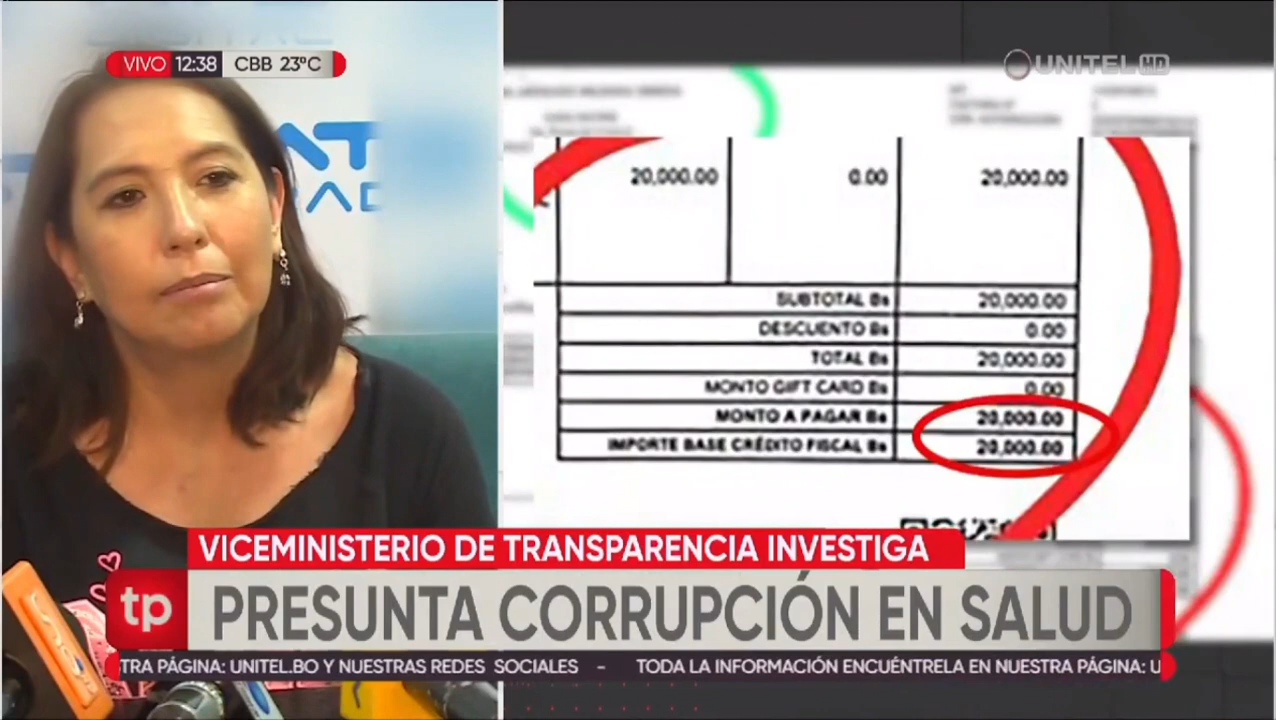 VIVO 12:38 CBB 23°C
UNITEL HD
20,000.00 0.00 20,000.00
SUBTOTAL Bs 20,000.00
DESCUENTO Bs 0.00
TOTAL Bs 20,000.00
MONTO GIFT CARD Bs 0.00
MONTO A PAGAR Bs 20,000.00
IMPORTE BASE CRÉDITO FISCAL Bs 20,000.00
VICEMINISTERIO DE TRANSPARENCIA INVESTIGA
tp PRESUNTA CORRUPCIÓN EN SALUD
TRA PÁGINA: UNITEL.BO Y NUESTRAS REDES SOCIALES - TODA LA INFORMACIÓN ENCUÉNTRELA EN NUESTRA PÁGINA: U